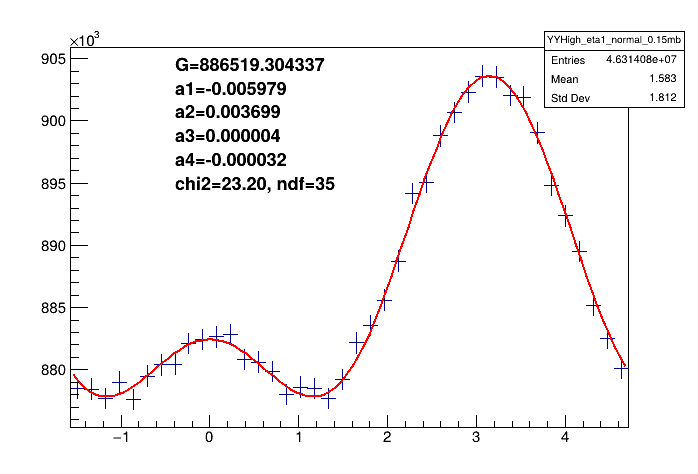 YYHigh_eta1_normal_0.15mb
Entries 4.631408e+07
Mean 1.583
Std Dev 1.812
×10³
G=886519.304337
a1=-0.005979
a2=0.003699
a3=0.000004
a4=-0.000032
chi2=23.20, ndf=35
905
900
895
890
885
880
−1 0 1 2 3 4